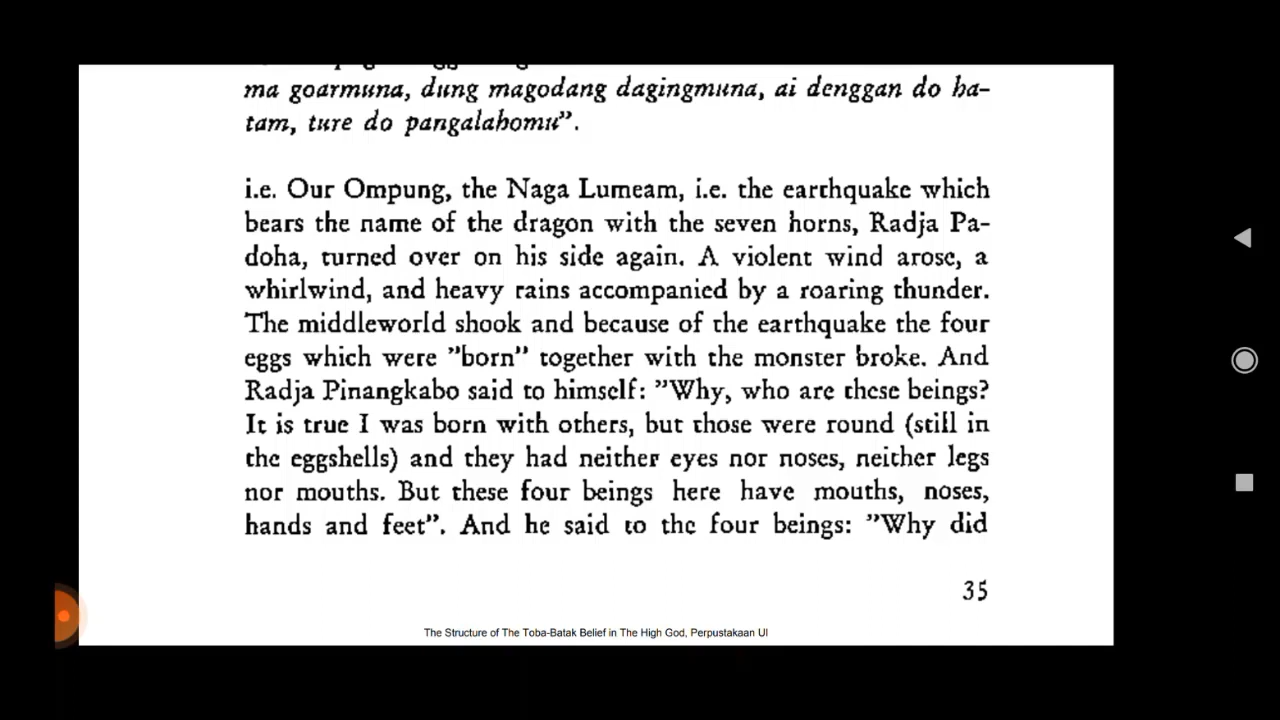 ma goarmuna, dung magodang dagingmuna, ai denggan do ha-
tam, ture do pangalahomu”.
i.e. Our Ompung, the Naga Lumeam, i.e. the earthquake which
bears the name of the dragon with the seven horns, Radja Pa-
doha, turned over on his side again. A violent wind arose, a
whirlwind, and heavy rains accompanied by a roaring thunder.
The middleworld shook and because of the earthquake the four
eggs which were ”born” together with the monster broke. And
Radja Pinangkabo said to himself: ”Why, who are these beings?
It is true I was born with others, but those were round (still in
the eggshells) and they had neither eyes nor noses, neither legs
nor mouths. But these four beings here have mouths, noses,
hands and feet”. And he said to the four beings: ”Why did
35
The Structure of The Toba-Batak Belief in The High God, Perpustakaan UI